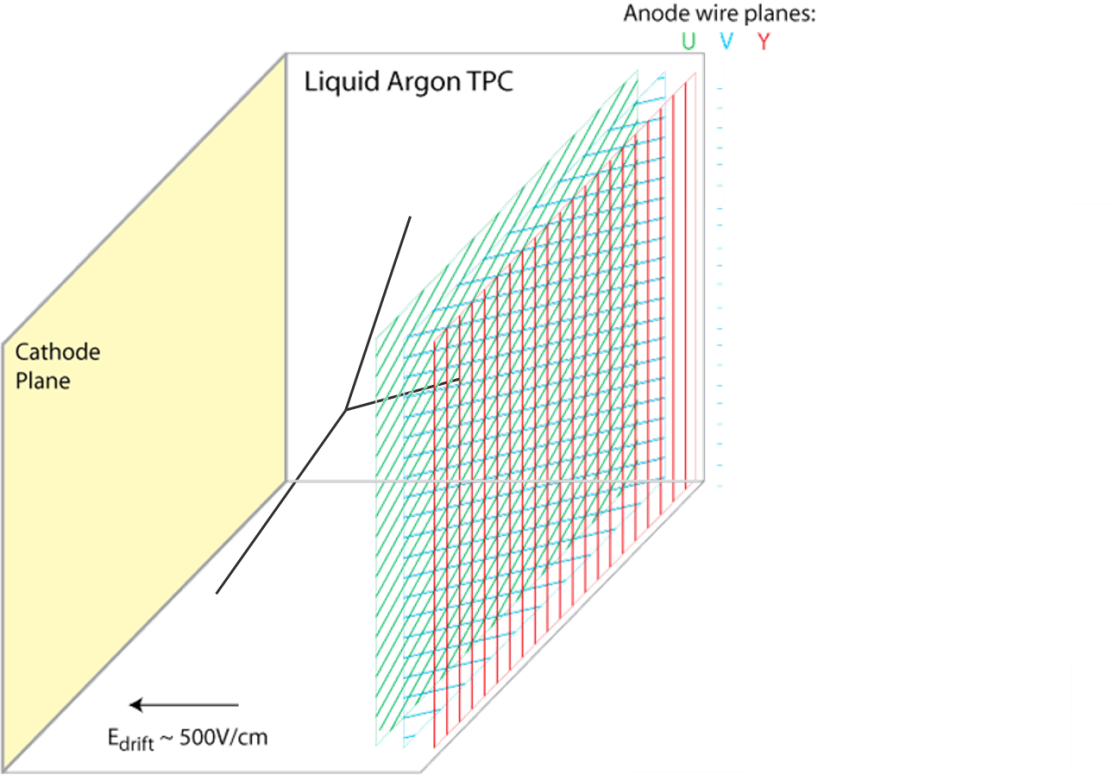 Anode wire planes:
U V Y
Liquid Argon TPC
Cathode
Plane
Edrift ~ 500V/cm